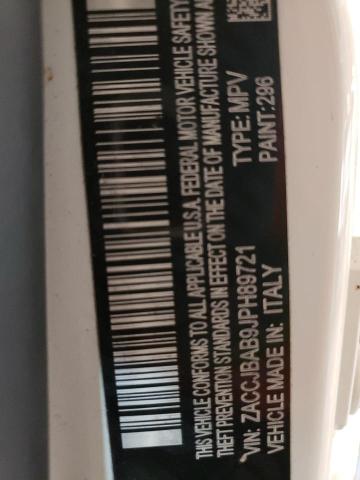 THIS VEHICLE CONFORMS TO ALL APPLICABLE U.S.A. FEDERAL MOTOR VEHICLE SAFETY
THEFT PREVENTION STANDARDS IN EFFECT ON THE DATE OF MANUFACTURE SHOWN AB
VIN: ZACCJBAB9JPH89721 TYPE: MPV
VEHICLE MADE IN: ITALY PAINT: 296